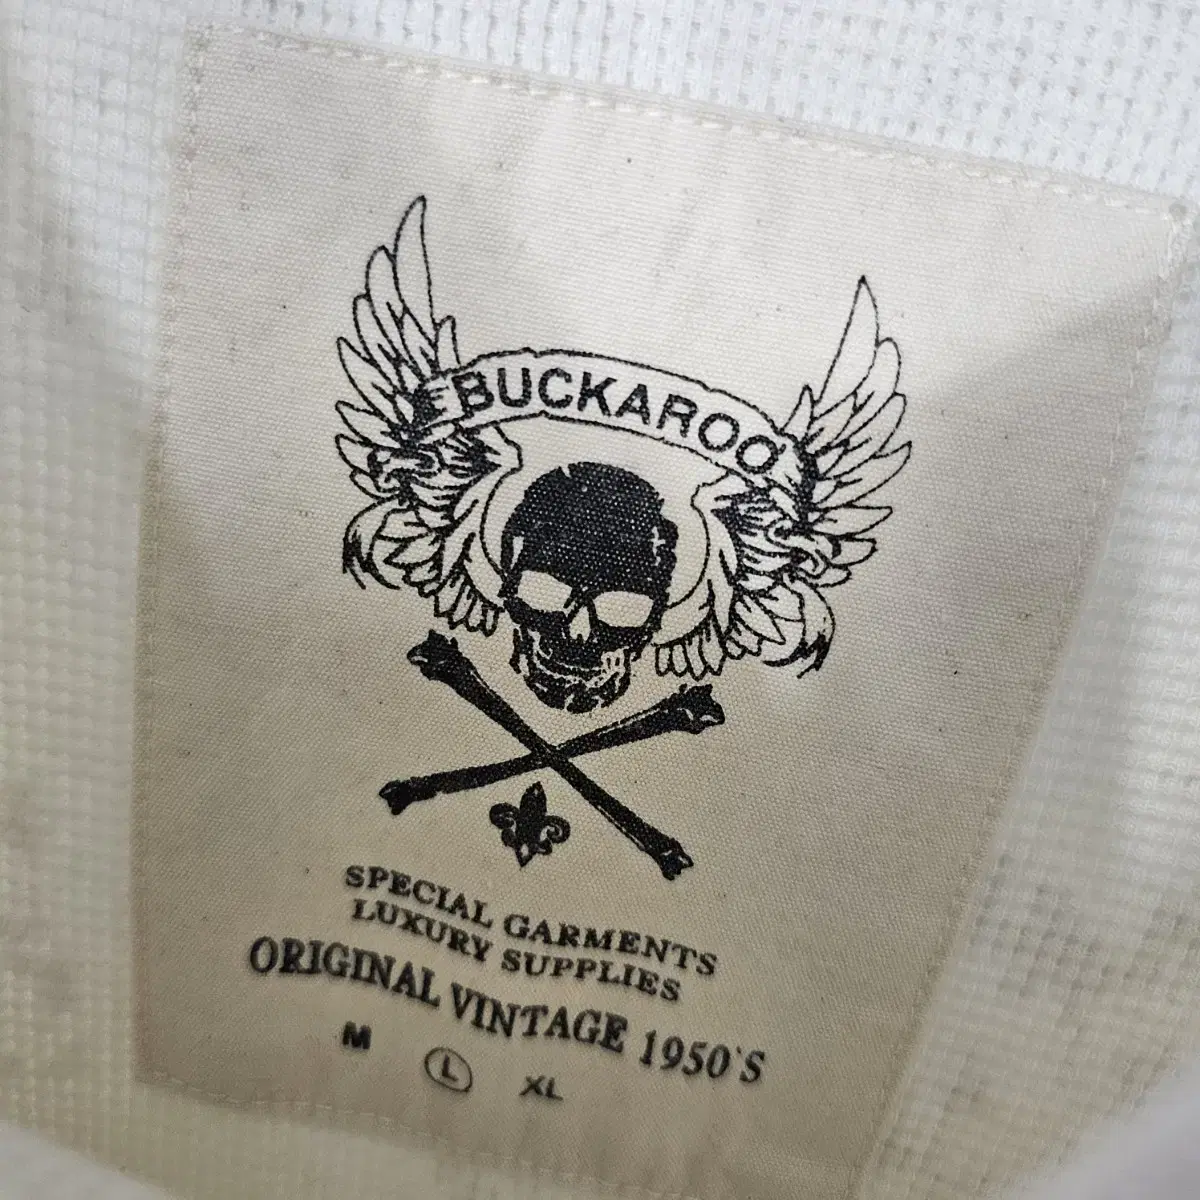 BUCKAROO
SPECIAL GARMENTS
LUXURY SUPPLIES
ORIGINAL VINTAGE 1950'S
M L XL